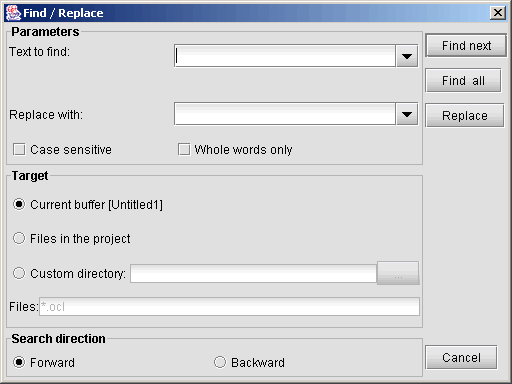 Find / Replace
Parameters
Text to find:
Find next
Find all
Replace with:
Replace
Case sensitive
Whole words only
Target
Current buffer [Untitled1]
Files in the project
Custom directory:
...
Files: *.ocl
Search direction
Forward
Backward
Cancel